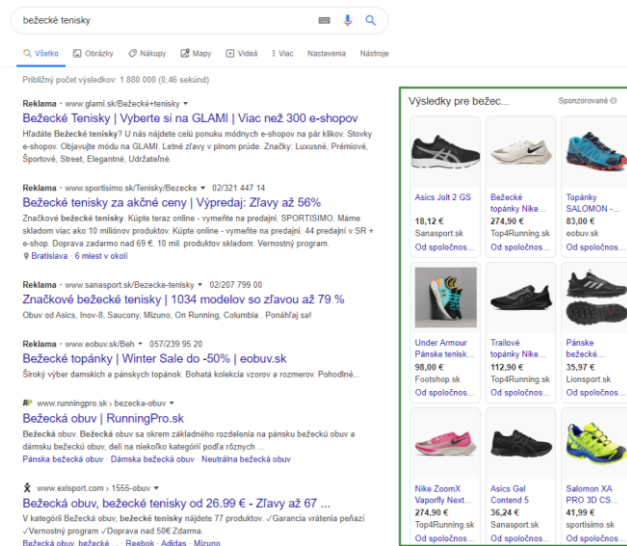 bežecké tenisky
Všetko Obrázky Nákupy Mapy Videá Viac Nastavenia Nástroje
Približný počet výsledkov: 1 880 000 (0,46 sekúnd)
Reklama · www.glami.sk/Bežecké+tenisky
Bežecké Tenisky | Vyberte si na GLAMI | Viac než 300 e-shopov
Hľadáte Bežecké tenisky? U nás nájdete celú ponuku módnych e-shopov na pár klikov. Stovky
e-shopov. Objavujte módu na GLAMI. Letné zľavy v plnom prúde. Značky: Luxusné, Prémiové,
Športové, Street, Elegantné, Udržateľné.
Reklama · www.sportisimo.sk/Tenisky/Bezecke 02/321 447 14
Bežecké tenisky za akčné ceny | Výpredaj: Zľavy až 56%
Značkové bežecké tenisky. Kúpte teraz online - vymeňte na predajni. SPORTISIMO. Máme
skladom viac ako 10 miliónov produktov. Kúpte online - vymeňte na predajni. 44 predajní v SR +
e-shop. Doprava zadarmo nad 69 €. 10 mil. produktov skladom. Vernostný program.
Bratislava · 6 miest v okolí
Reklama · www.sanasport.sk/Bezecke-tenisky 02/207 799 00
Značkové bežecké tenisky | 1034 modelov so zľavou až 79 %
Obuv od Asics, Inov-8, Saucony, Mizuno, On Running, Columbia . Ponáhľaj sa!
Reklama · www.eobuv.sk/Beh 057/239 95 20
Bežecké topánky | Winter Sale do -50% | eobuv.sk
Široký výber damskich a pánskych topánok. Bohatá kolekcia vzorov a rozmerov. Pohodlné...
www.runningpro.sk › bezecka-obuv
Bežecká obuv | RunningPro.sk
Bežecká obuv. Bežecká obuv sa okrem základného rozdelenia na pánsku bežeckú obuv a
dámsku bežeckú obuv, delí na niekoľko kategórií podľa rôznych ...
Pánska bežecká obuv · Dámska bežecká obuv · Neutrálna bežecká obuv
www.exisport.com › 1555-obuv
Bežecká obuv, bežecké tenisky od 26.99 € - Zľavy až 67 ...
V kategórii Bežecká obuv, bežecké tenisky nájdete 77 produktov. √Garancia vrátenia peňazí
√Vernostný program √Doprava nad 50€ Zdarma.
Bežecká obuv, bežecké ... · Reebok · Adidas · Mizuno
Výsledky pre bežec... Sponzorované
Asics Jolt 2 GS
18,12 €
Sanasport.sk
Od spoločnos...
Bežecké
topánky Nike...
274,90 €
Top4Running.sk
Od spoločnos...
Topánky
SALOMON -...
83,00 €
eobuv.sk
Od spoločnos...
Under Armour
Pánske tenisk...
98,00 €
Footshop.sk
Od spoločnos...
Trailové
topánky Nike...
112,90 €
Top4Running.sk
Od spoločnos...
Pánske
bežecké...
35,97 €
Lionsport.sk
Od spoločnos...
Nike ZoomX
Vaporfly Next...
274,90 €
Top4Running.sk
Od spoločnos...
Asics Gel
Contend 5
36,24 €
Sanasport.sk
Od spoločnos...
Salomon XA
PRO 3D CS...
41,99 €
sportisimo.sk
Od spoločnos...